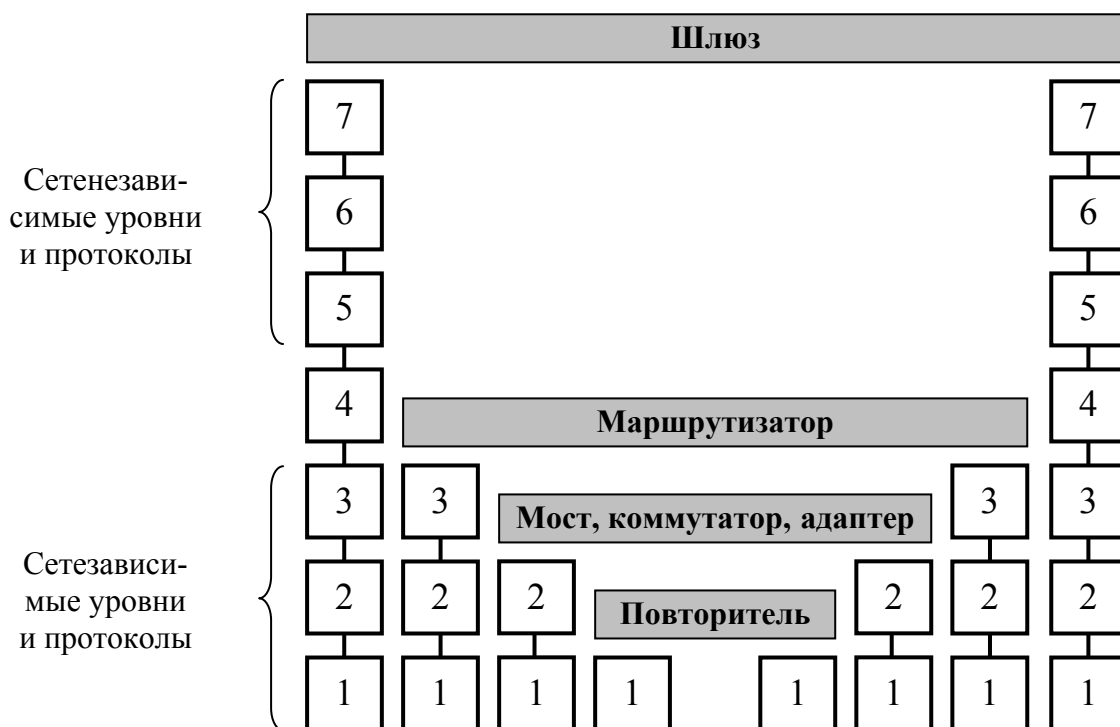 Шлюз
7 7
Сетенезави-
симые уровни
и протоколы
6 6
5 5
4 Маршрутизатор 4
3 3 Мост, коммутатор, адаптер 3 3
Сетезависи-
мые уровни
и протоколы
2 2 2 Повторитель 2 2 2
1 1 1 1 1 1 1 1